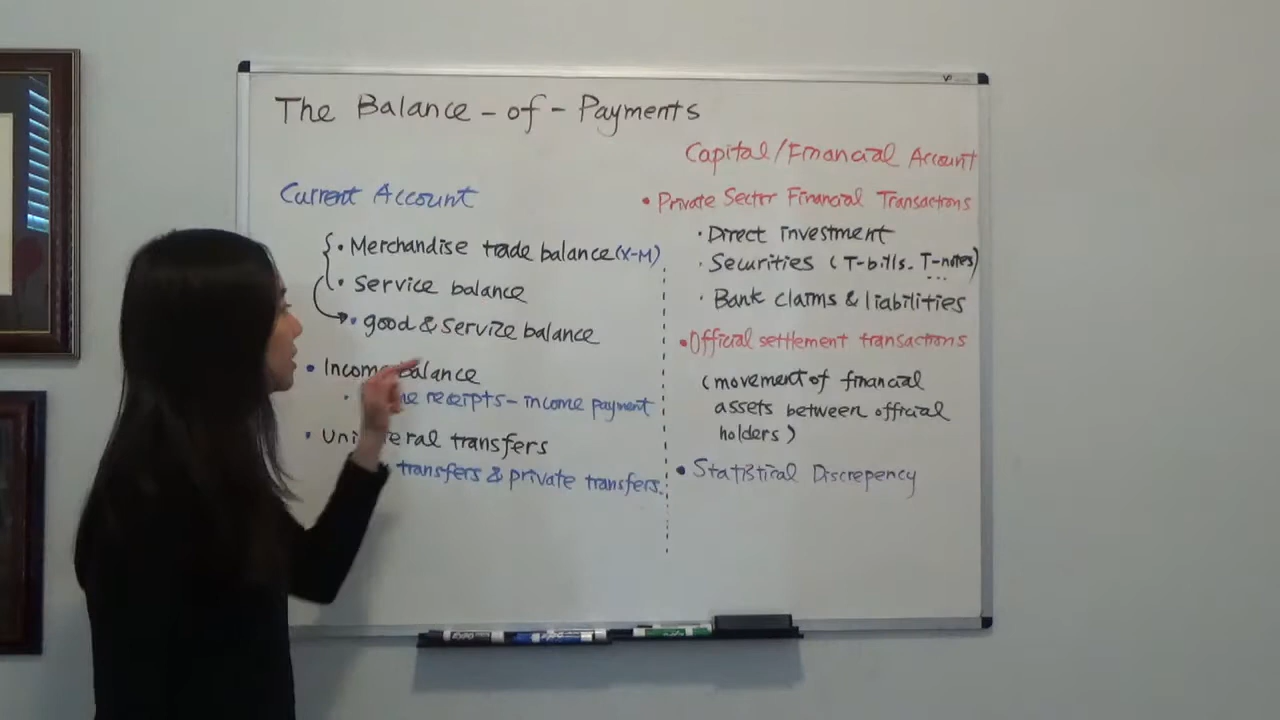 The Balance-of-Payments
Current Account
• Merchandise trade balance (X-M)
• Service balance
• good & service balance
• Income balance
receipts - income payment
transfers
transfers & private transfers.
Capital/Financial Account
• Private Sector Financial Transactions
• Direct investment
• Securities (T-bills. T-notes)
...
• Bank claims & liabilities
• Official settlement transactions
(movement of financial
assets between official
holders)
• Statistical Discrepency
EXPO